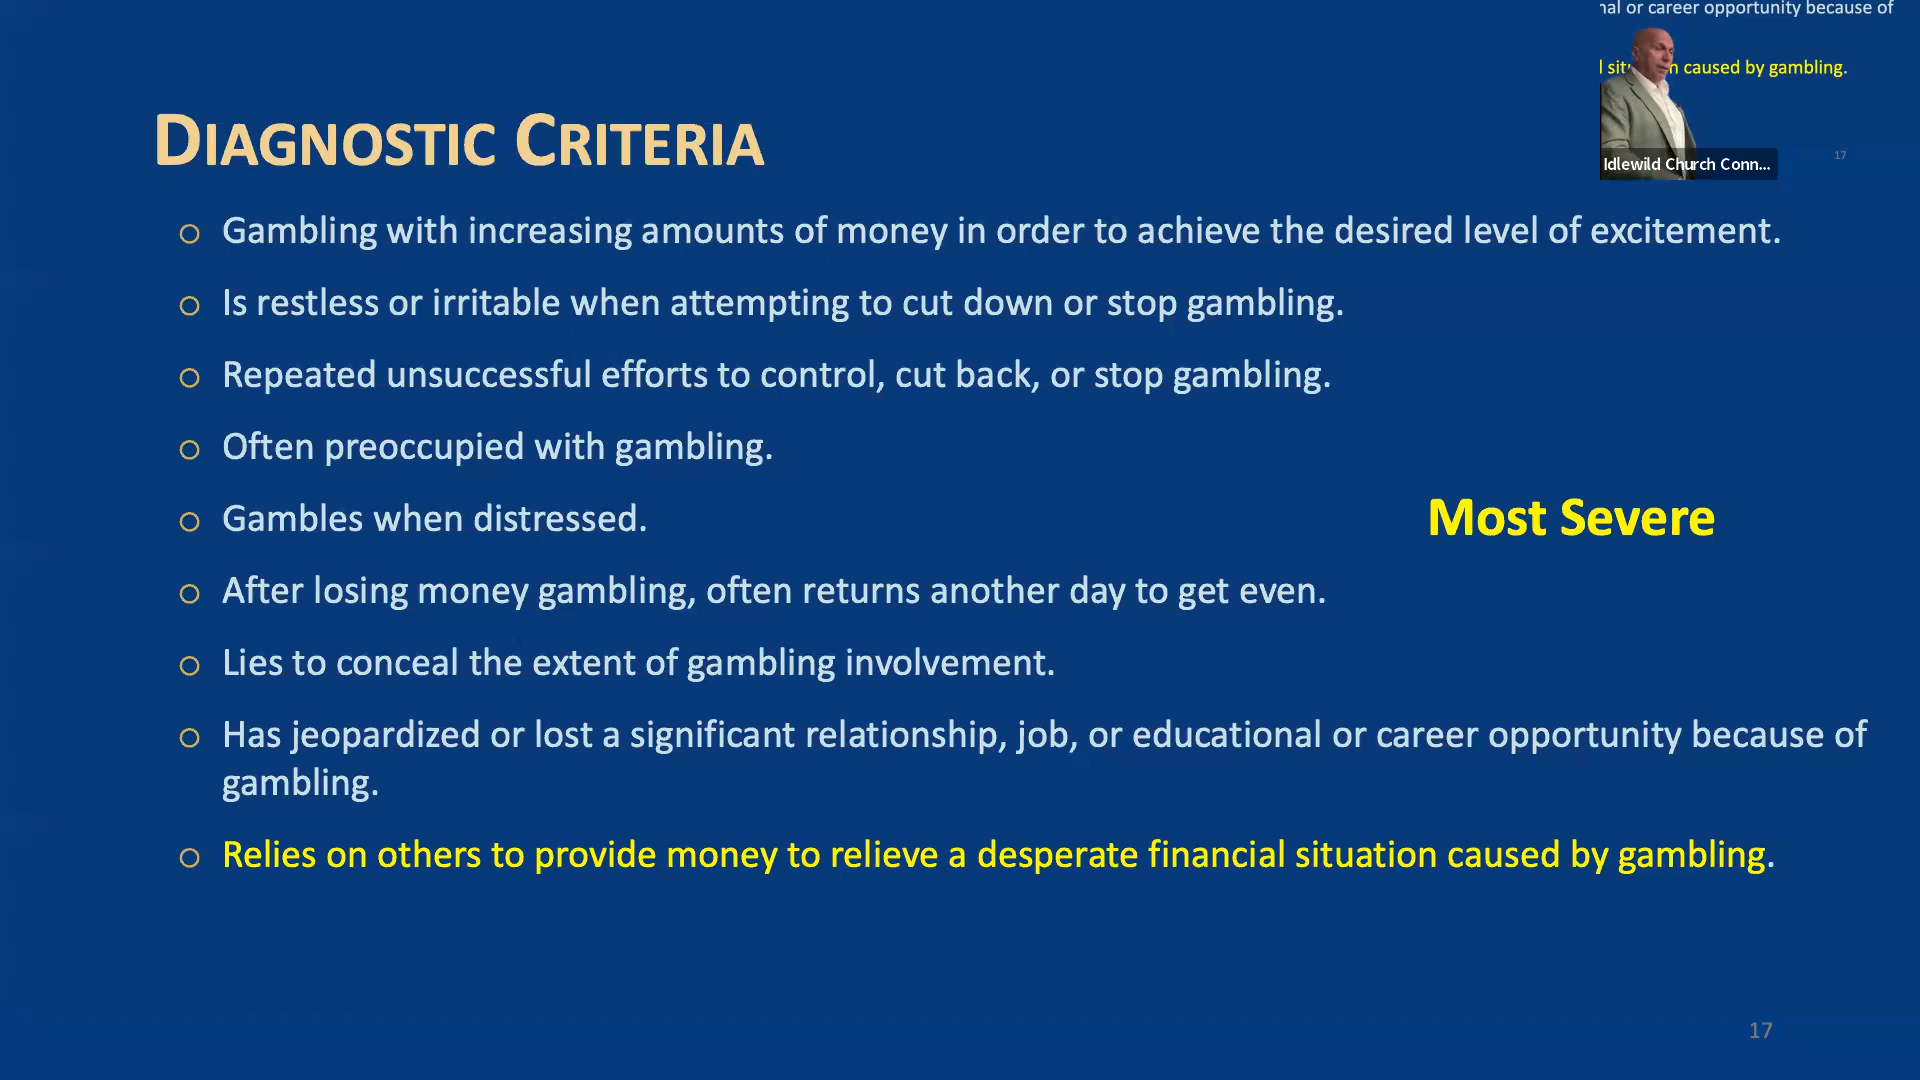 nal or career opportunity because of
caused by gambling.
17
Idlewild Church Conn...
DIAGNOSTIC CRITERIA
○ Gambling with increasing amounts of money in order to achieve the desired level of excitement.
○ Is restless or irritable when attempting to cut down or stop gambling.
○ Repeated unsuccessful efforts to control, cut back, or stop gambling.
○ Often preoccupied with gambling.
○ Gambles when distressed.
Most Severe
○ After losing money gambling, often returns another day to get even.
○ Lies to conceal the extent of gambling involvement.
○ Has jeopardized or lost a significant relationship, job, or educational or career opportunity because of
gambling.
○ Relies on others to provide money to relieve a desperate financial situation caused by gambling.
17